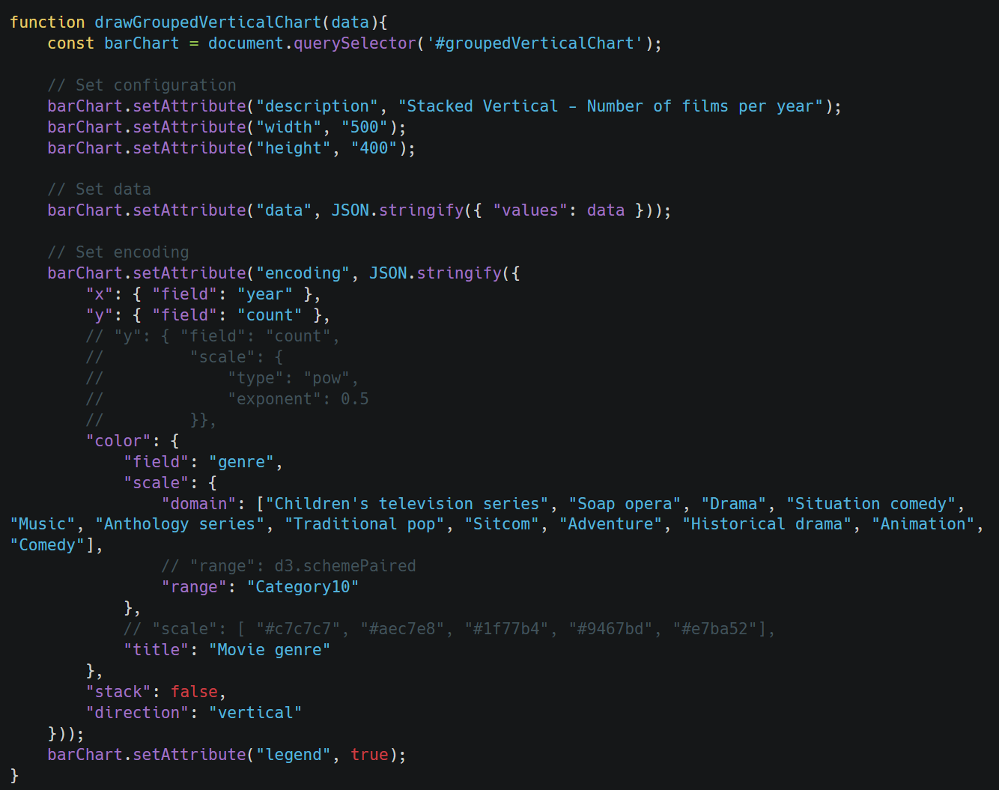 function drawGroupedVerticalChart(data){
    const barChart = document.querySelector('#groupedVerticalChart');

    // Set configuration
    barChart.setAttribute("description", "Stacked Vertical - Number of films per year");
    barChart.setAttribute("width", "500");
    barChart.setAttribute("height", "400");

    // Set data
    barChart.setAttribute("data", JSON.stringify({ "values": data }));

    // Set encoding
    barChart.setAttribute("encoding", JSON.stringify({
        "x": { "field": "year" },
        "y": { "field": "count" },
        // "y": { "field": "count",
        //         "scale": {
        //             "type": "pow",
        //             "exponent": 0.5
        //         }},
        "color": {
            "field": "genre",
            "scale": {
                "domain": ["Children's television series", "Soap opera", "Drama", "Situation comedy",
"Music", "Anthology series", "Traditional pop", "Sitcom", "Adventure", "Historical drama", "Animation",
"Comedy"],
                // "range": d3.schemePaired
                "range": "Category10"
            },
            // "scale": [ "#c7c7c7", "#aec7e8", "#1f77b4", "#9467bd", "#e7ba52"],
            "title": "Movie genre"
        },
        "stack": false,
        "direction": "vertical"
    }));
    barChart.setAttribute("legend", true);
}